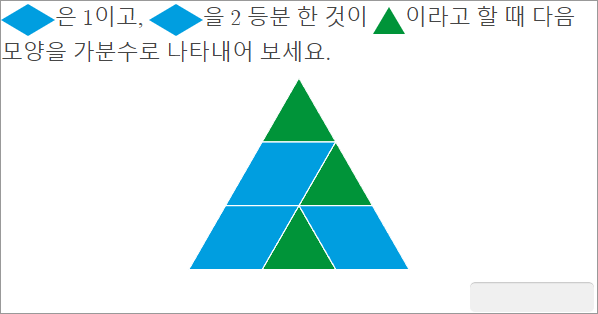 은 1이고, 을 2 등분 한 것이 이라고 할 때 다음
모양을 가분수로 나타내어 보세요.